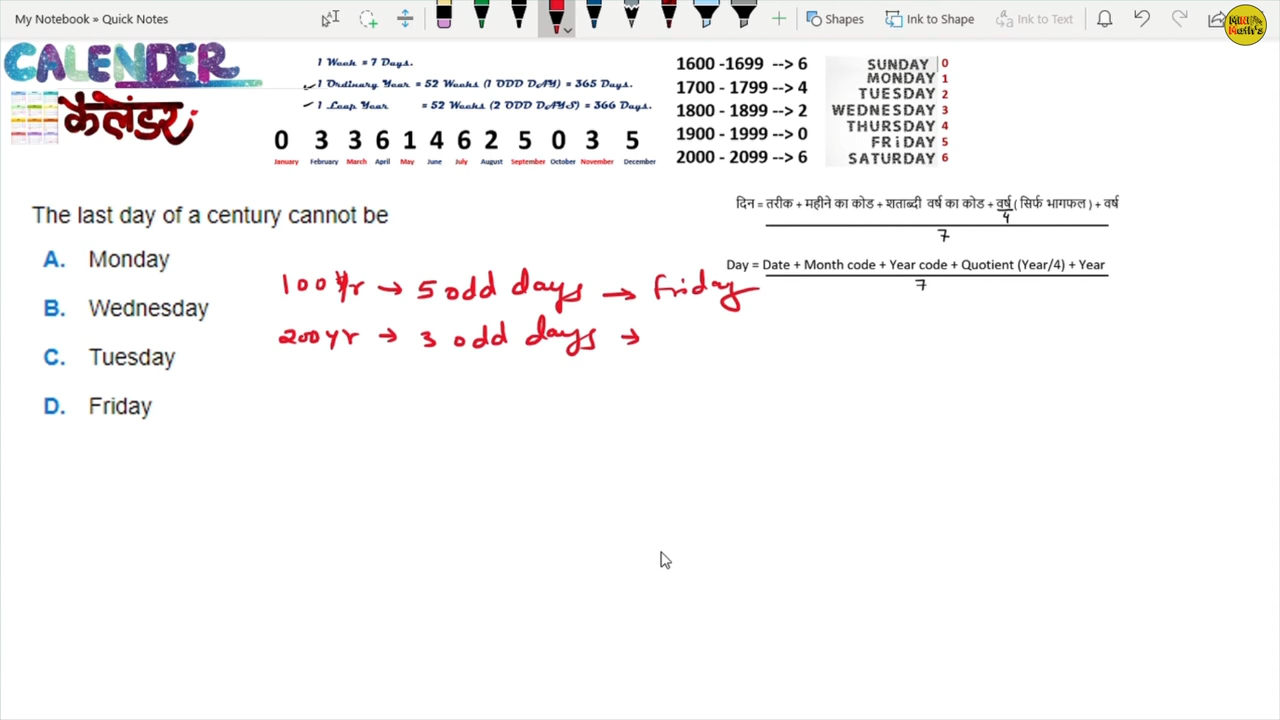 My Notebook » Quick Notes
Shapes
Ink to Shape
Ink to Text
MINI Math's
CALENDER
कैलेंडर
1 Week = 7 Days.
1 Ordinary Year = 52 Weeks (1 ODD DAY) = 365 Days.
1 Leap Year = 52 Weeks (2 ODD DAYS) = 366 Days.
0 3 3 6 1 4 6 2 5 0 3 5
January February March April May June July August September October November December
1600 -1699 --> 6
1700 - 1799 --> 4
1800 - 1899 --> 2
1900 - 1999 --> 0
2000 - 2099 --> 6
SUNDAY 0
MONDAY 1
TUESDAY 2
WEDNESDAY 3
THURSDAY 4
FRiDAY 5
SATURDAY 6
दिन = तरीक + महीने का कोड + शताब्दी वर्ष का कोड + वर्ष/4 ( सिर्फ भागफल ) + वर्ष
7
Day = Date + Month code + Year code + Quotient (Year/4) + Year
7
The last day of a century cannot be
A. Monday
B. Wednesday
C. Tuesday
D. Friday
100 Yr → 5 odd days → Friday
200 yr → 3 odd days →